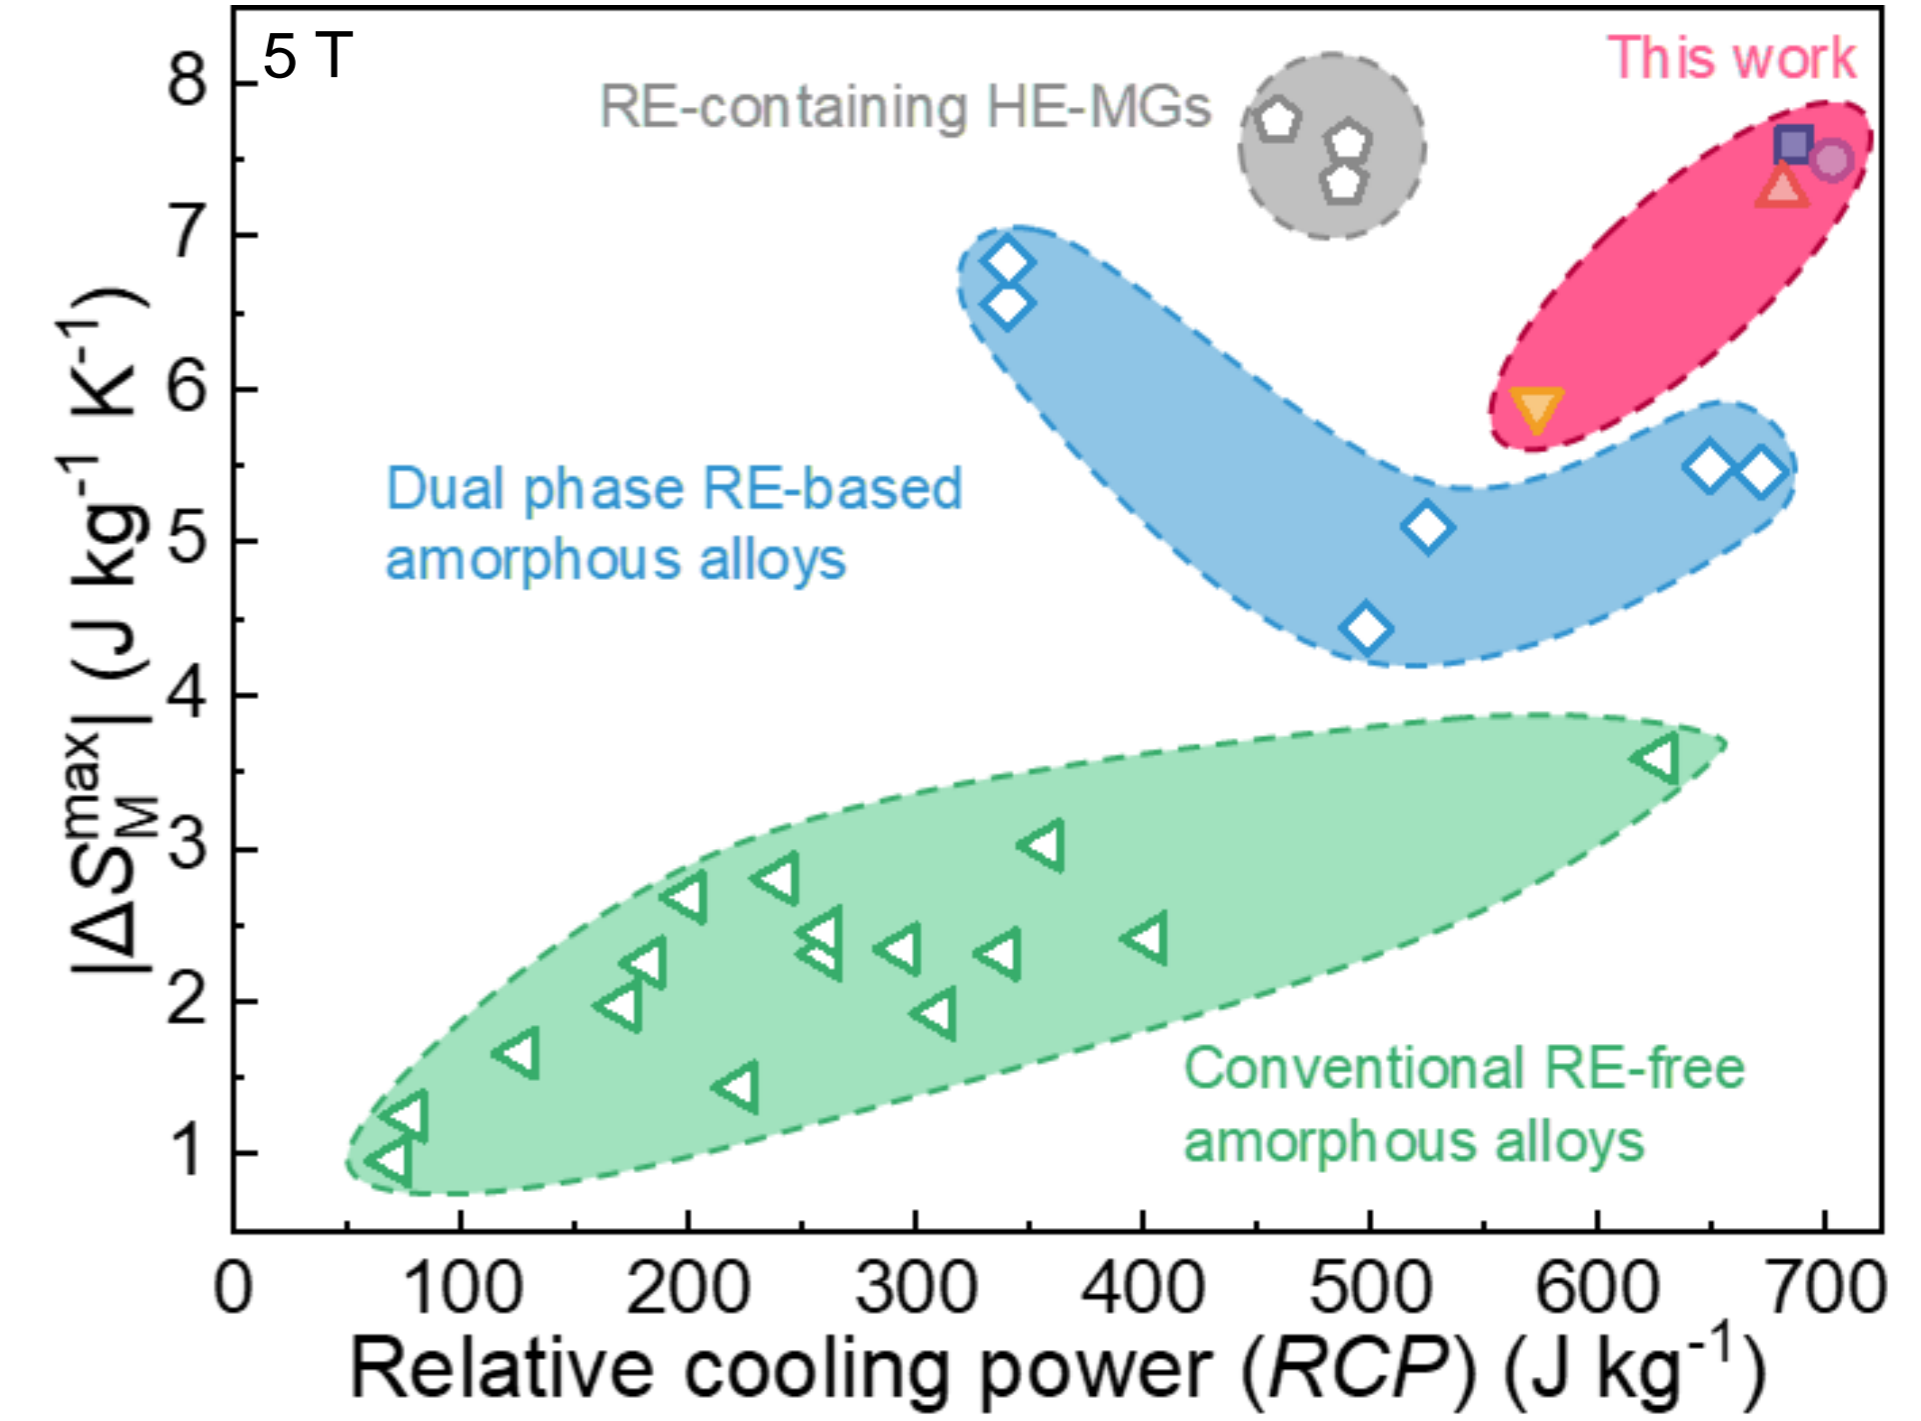 5 T
This work
RE-containing HE-MGs
Dual phase RE-based
amorphous alloys
Conventional RE-free
amorphous alloys
|ΔS_M^max| (J kg⁻¹ K⁻¹)
8
7
6
5
4
3
2
1
0 100 200 300 400 500 600 700
Relative cooling power (RCP) (J kg⁻¹)